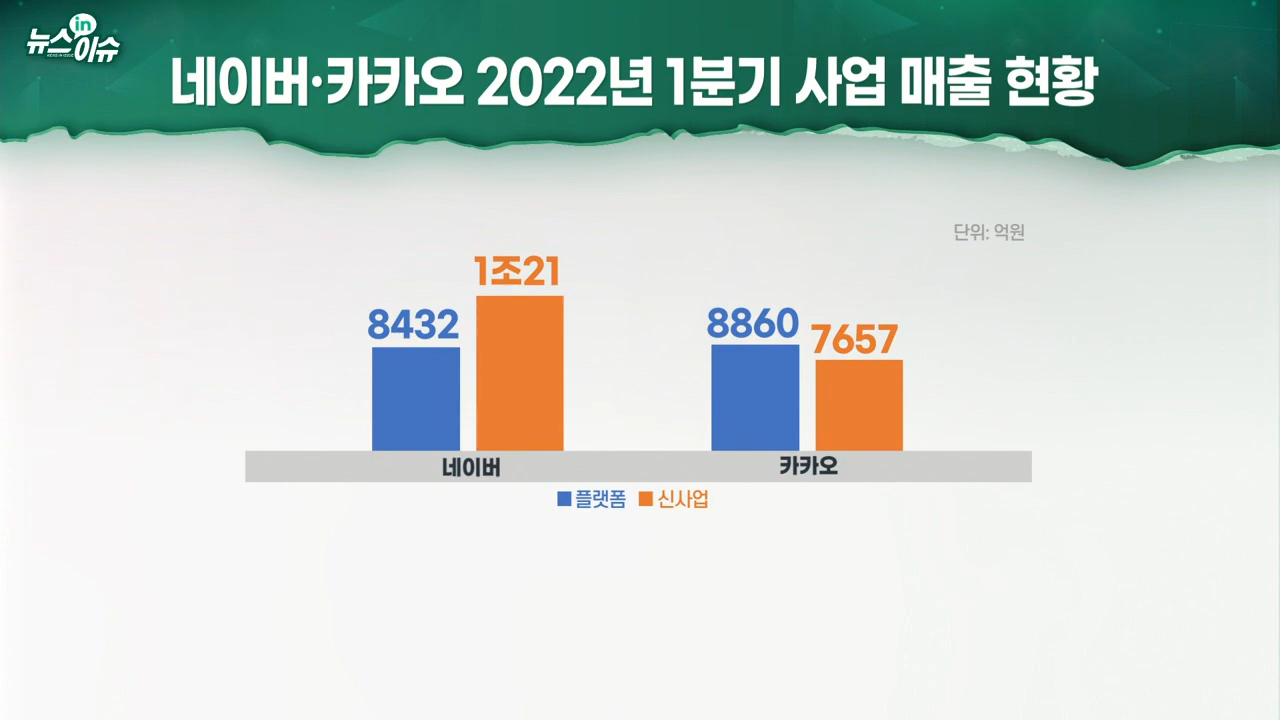 뉴스in이슈
네이버·카카오 2022년 1분기 사업 매출 현황
단위: 억원
8432
1조21
8860
7657
네이버
카카오
플랫폼 신사업